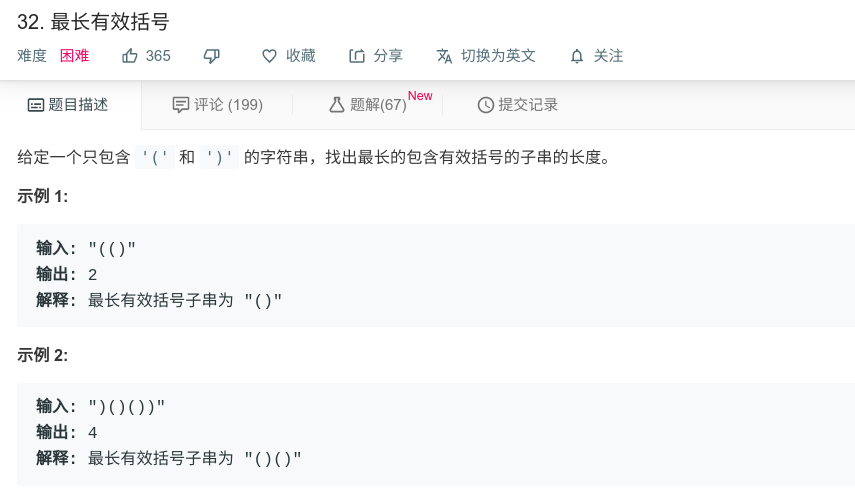 32. 最长有效括号
难度 困难 365 收藏 分享 切换为英文 关注
题目描述 评论 (199) 题解(67) New 提交记录
给定一个只包含 '(' 和 ')' 的字符串，找出最长的包含有效括号的子串的长度。
示例 1:
输入: "(()"
输出: 2
解释: 最长有效括号子串为 "()"
示例 2:
输入: ")()())"
输出: 4
解释: 最长有效括号子串为 "()()"